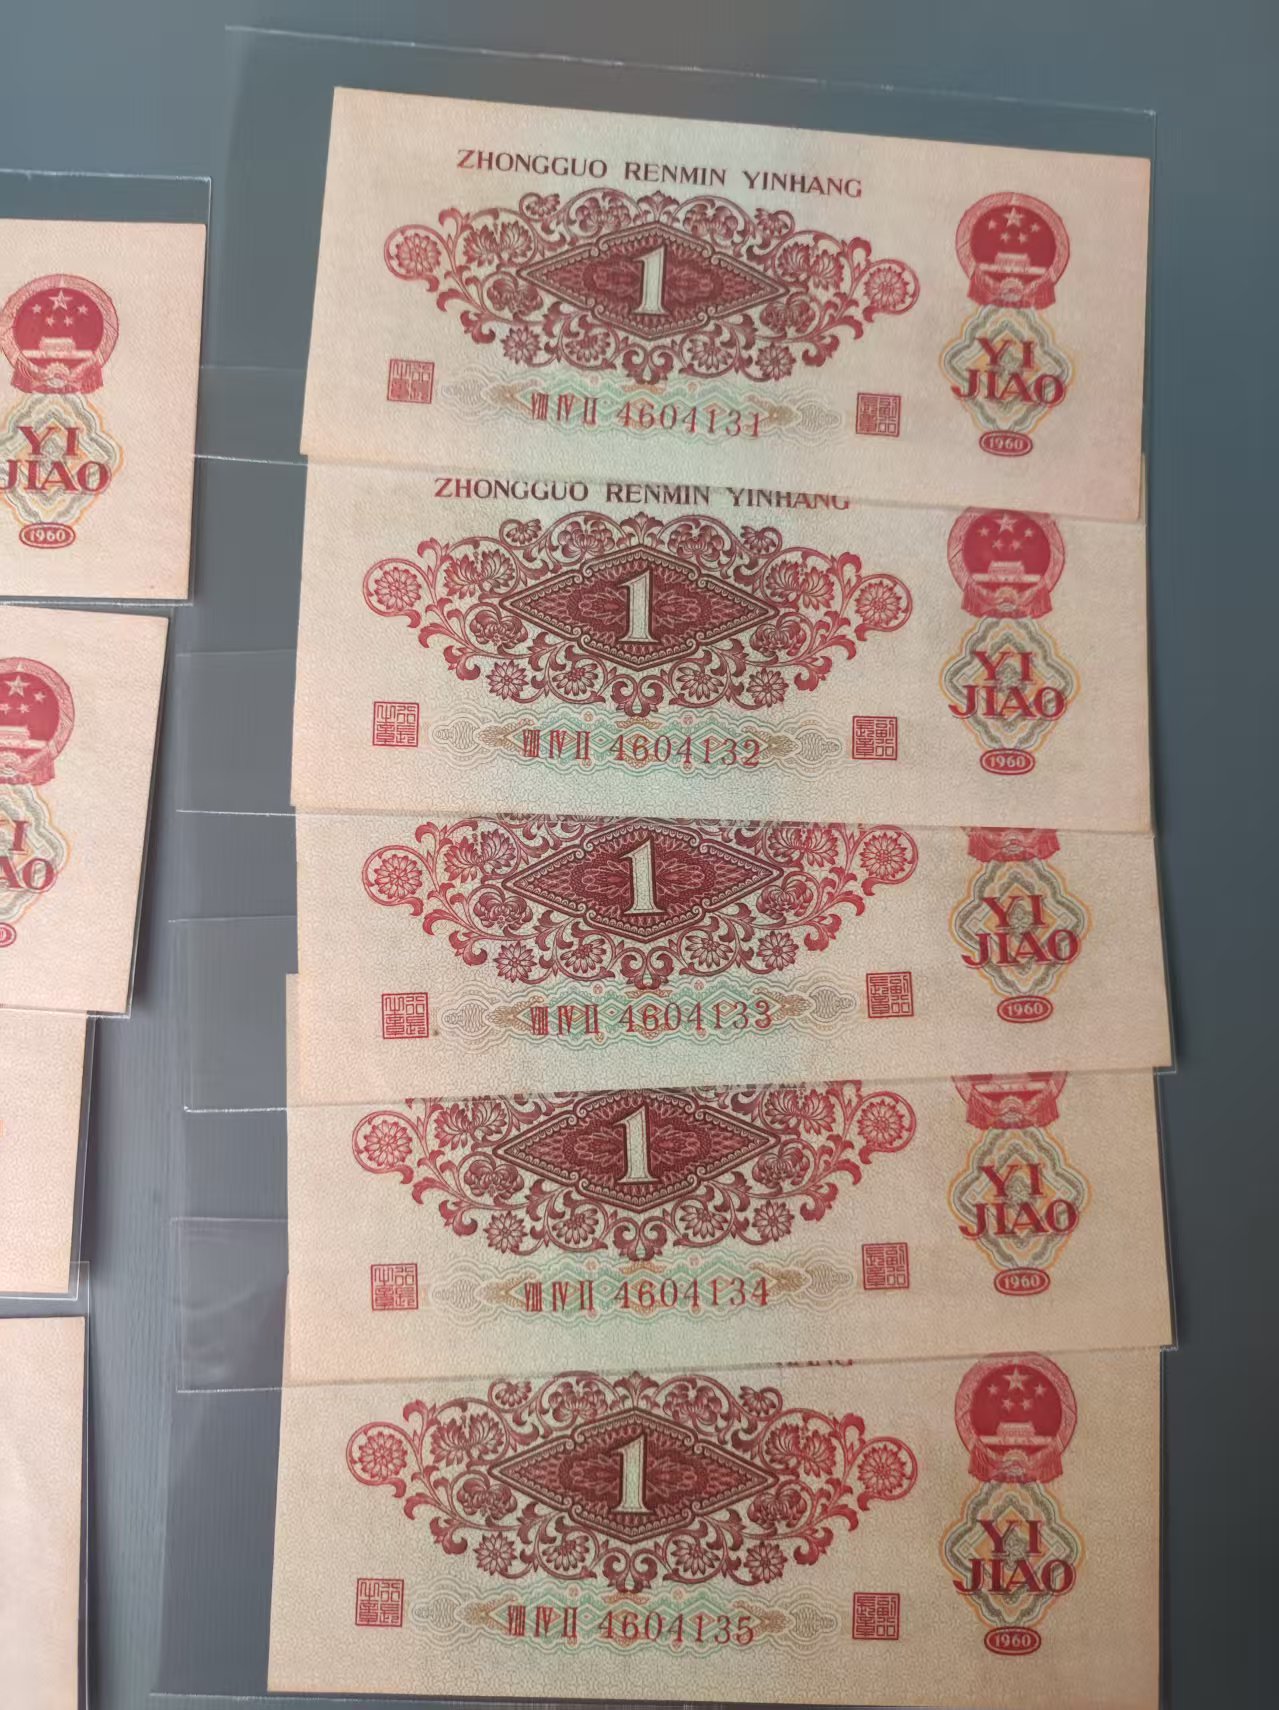 ZHONGGUO RENMIN YINHANG
1
YI
JIAO
VIII IV II 4604131
1960
YI
JIAO
1960
ZHONGGUO RENMIN YINHANG
1
YI
JIAO
VIII IV II 4604132
1960
1
YI
JIAO
VIII IV II 4604133
1960
1
YI
JIAO
VIII IV II 4604134
1960
1
YI
JIAO
VIII IV II 4604135
1960